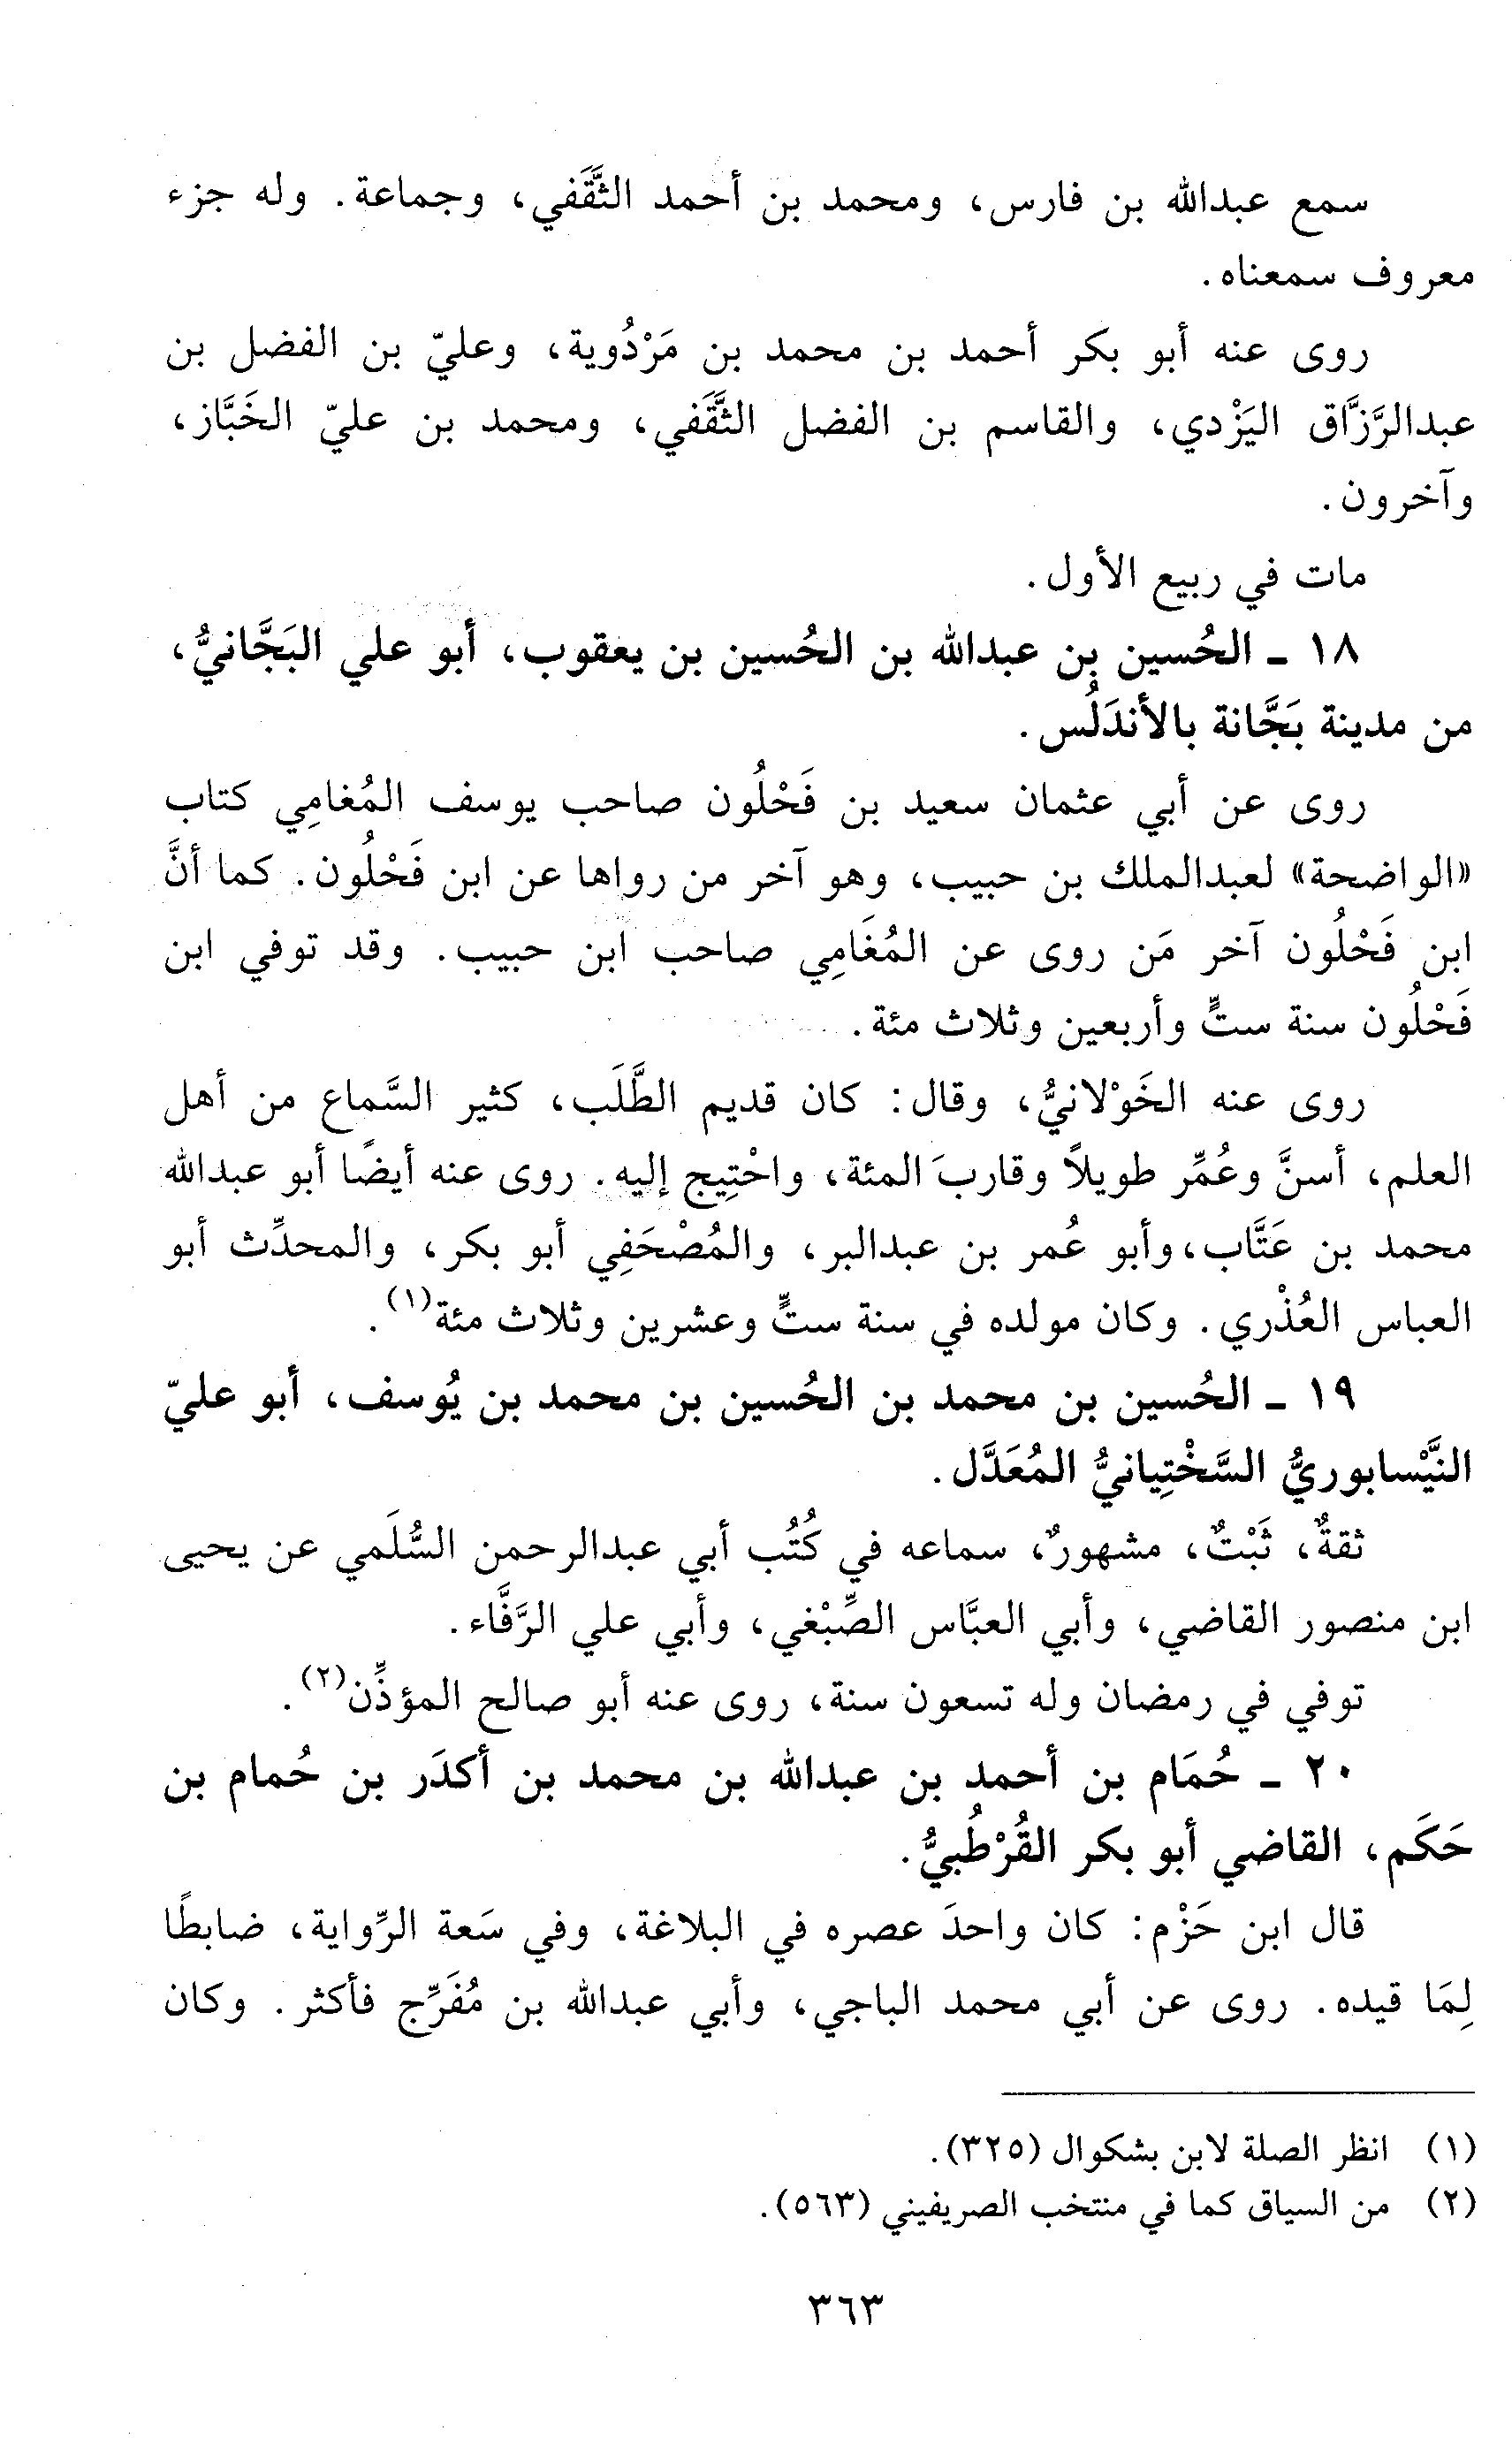 سمع عبدالله بن فارس، ومحمد بن أحمد الثَّقَفي، وجماعة. وله جزء
معروف سمعناه.
روى عنه أبو بكر أحمد بن محمد بن مَرْدُوية، وعليّ بن الفضل بن
عبدالرَّزَّاق اليَزْدي، والقاسم بن الفضل الثَّقَفي، ومحمد بن عليّ الخَبَّاز،
وآخرون.
مات في ربيع الأول.
١٨ ـ الحُسين بن عبدالله بن الحُسين بن يعقوب، أبو علي البَجَّانيُّ،
من مدينة بَجَّانة بالأندَلُس.
روى عن أبي عثمان سعيد بن فَحْلُون صاحب يوسف المُغامِي كتاب
«الواضحة» لعبدالملك بن حبيب، وهو آخر من رواها عن ابن فَحْلُون. كما أنَّ
ابن فَحْلُون آخر مَن روى عن المُغَامِي صاحب ابن حبيب. وقد توفي ابن
فَحْلُون سنة ستٍّ وأربعين وثلاث مئة.
روى عنه الخَوْلانيُّ، وقال: كان قديم الطَّلَب، كثير السَّماع من أهل
العلم، أسنَّ وعُمِّر طويلاً وقاربَ المئة، واحْتِيج إليه. روى عنه أيضًا أبو عبدالله
محمد بن عَتَّاب، وأبو عُمر بن عبدالبر، والمُصْحَفِي أبو بكر، والمحدِّث أبو
العباس العُذْري. وكان مولده في سنة ستٍّ وعشرين وثلاث مئة(١).
١٩ ـ الحُسين بن محمد بن الحُسين بن محمد بن يُوسف، أبو عليّ
النَّيْسابوريُّ السَّخْتِيانيُّ المُعَدَّل.
ثقةٌ، ثَبْتٌ، مشهورٌ، سماعه في كُتُب أبي عبدالرحمن السُّلَمي عن يحيى
ابن منصور القاضي، وأبي العبَّاس الصِّبْغي، وأبي علي الرَّفَّاء.
توفي في رمضان وله تسعون سنة، روى عنه أبو صالح المؤذِّن(٢).
٢٠ ـ حُمَام بن أحمد بن عبدالله بن محمد بن أكدَر بن حُمام بن
حَكَم، القاضي أبو بكر القُرْطُبيُّ.
قال ابن حَزْم: كان واحدَ عصره في البلاغة، وفي سَعة الرِّواية، ضابطًا
لِمَا قيده. روى عن أبي محمد الباجي، وأبي عبدالله بن مُفَرِّج فأكثر. وكان
(١) انظر الصلة لابن بشكوال (٣٢٥).
(٢) من السياق كما في منتخب الصريفيني (٥٦٣).
٣٦٣